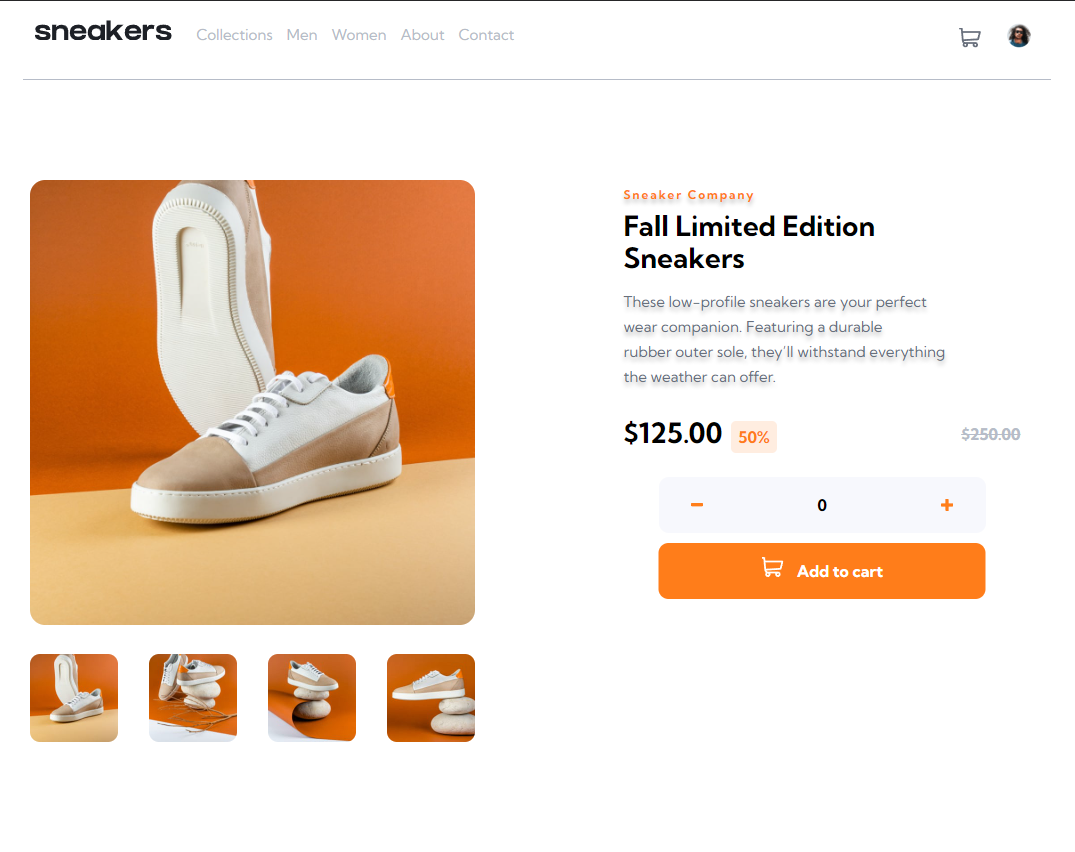 sneakers Collections Men Women About Contact
Sneaker Company
Fall Limited Edition
Sneakers
These low-profile sneakers are your perfect
wear companion. Featuring a durable
rubber outer sole, they’ll withstand everything
the weather can offer.
$125.00 50% $250.00
0
Add to cart